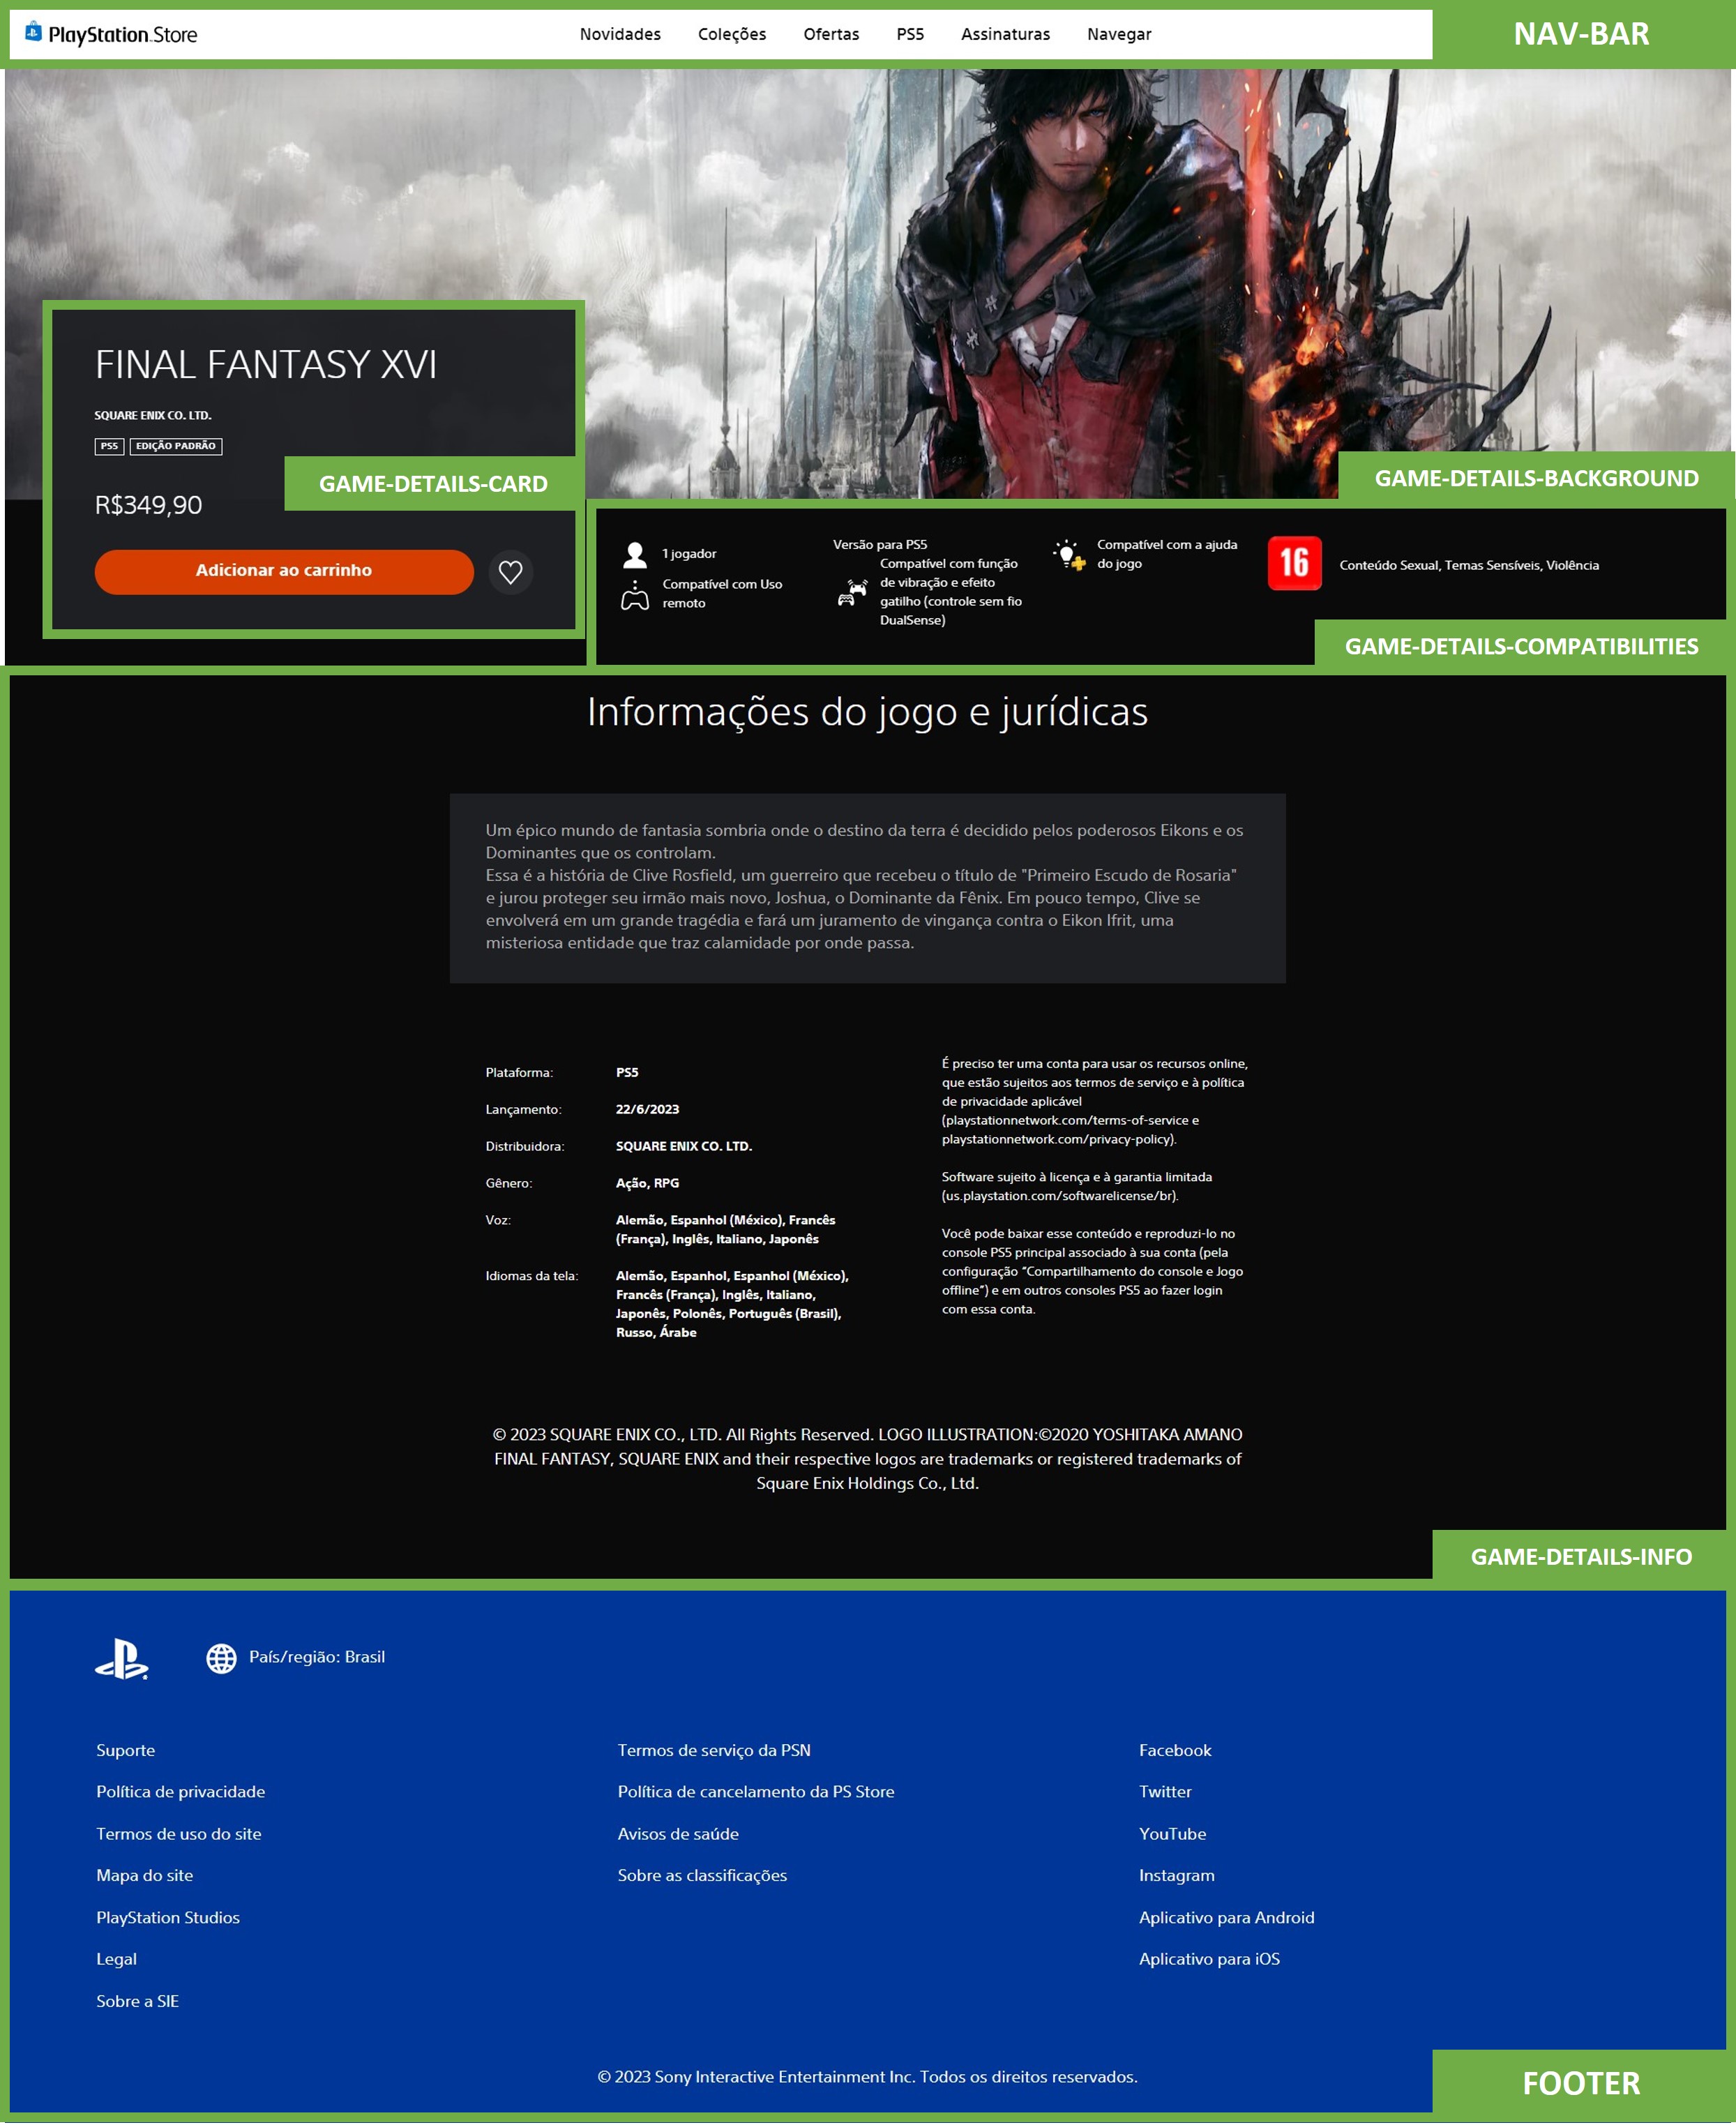 PlayStation Store
Novidades Coleções Ofertas PS5 Assinaturas Navegar
NAV-BAR
FINAL FANTASY XVI
SQUARE ENIX CO. LTD.
PS5 EDIÇÃO PADRÃO
GAME-DETAILS-CARD
R$349,90
Adicionar ao carrinho
GAME-DETAILS-BACKGROUND
1 jogador
Compatível com Uso
remoto
Versão para PS5
Compatível com função
de vibração e efeito
gatilho (controle sem fio
DualSense)
Compatível com a ajuda
do jogo
16
Conteúdo Sexual, Temas Sensíveis, Violência
GAME-DETAILS-COMPATIBILITIES
Informações do jogo e jurídicas
Um épico mundo de fantasia sombria onde o destino da terra é decidido pelos poderosos Eikons e os
Dominantes que os controlam.
Essa é a história de Clive Rosfield, um guerreiro que recebeu o título de "Primeiro Escudo de Rosaria"
e jurou proteger seu irmão mais novo, Joshua, o Dominante da Fênix. Em pouco tempo, Clive se
envolverá em um grande tragédia e fará um juramento de vingança contra o Eikon Ifrit, uma
misteriosa entidade que traz calamidade por onde passa.
Plataforma: PS5
Lançamento: 22/6/2023
Distribuidora: SQUARE ENIX CO. LTD.
Gênero: Ação, RPG
Voz: Alemão, Espanhol (México), Francês
(França), Inglês, Italiano, Japonês
Idiomas da tela: Alemão, Espanhol, Espanhol (México),
Francês (França), Inglês, Italiano,
Japonês, Polonês, Português (Brasil),
Russo, Árabe
É preciso ter uma conta para usar os recursos online,
que estão sujeitos aos termos de serviço e à política
de privacidade aplicável
(playstationnetwork.com/terms-of-service e
playstationnetwork.com/privacy-policy).
Software sujeito à licença e à garantia limitada
(us.playstation.com/softwarelicense/br).
Você pode baixar esse conteúdo e reproduzi-lo no
console PS5 principal associado à sua conta (pela
configuração “Compartilhamento do console e Jogo
offline”) e em outros consoles PS5 ao fazer login
com essa conta.
© 2023 SQUARE ENIX CO., LTD. All Rights Reserved. LOGO ILLUSTRATION:©2020 YOSHITAKA AMANO
FINAL FANTASY, SQUARE ENIX and their respective logos are trademarks or registered trademarks of
Square Enix Holdings Co., Ltd.
GAME-DETAILS-INFO
País/região: Brasil
Suporte
Política de privacidade
Termos de uso do site
Mapa do site
PlayStation Studios
Legal
Sobre a SIE
Termos de serviço da PSN
Política de cancelamento da PS Store
Avisos de saúde
Sobre as classificações
Facebook
Twitter
YouTube
Instagram
Aplicativo para Android
Aplicativo para iOS
© 2023 Sony Interactive Entertainment Inc. Todos os direitos reservados.
FOOTER